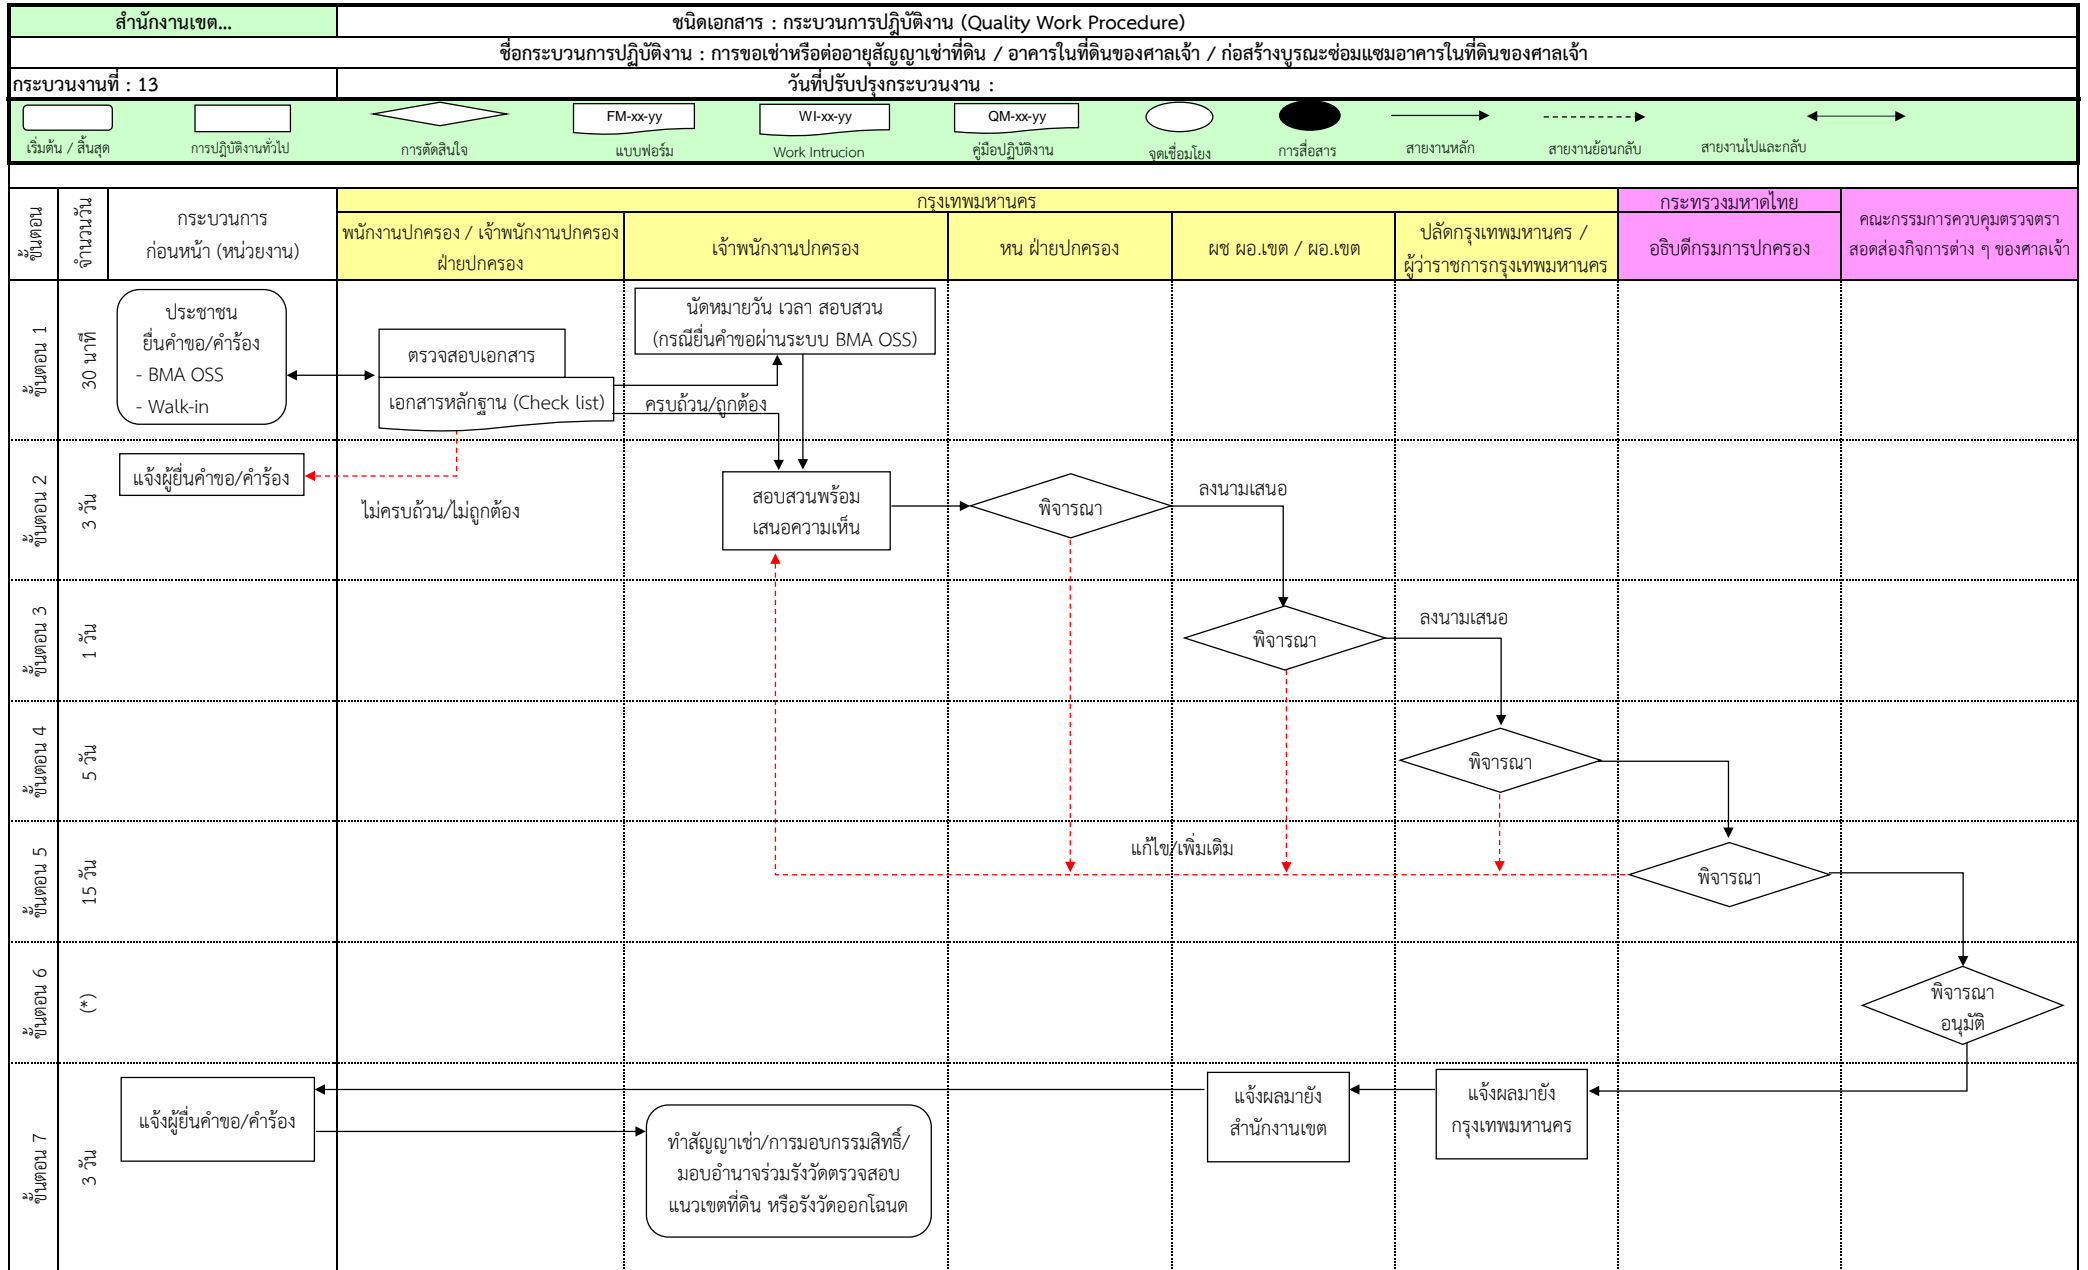 สำนักงานเขต...
ชนิดเอกสาร : กระบวนการปฏิบัติงาน (Quality Work Procedure)
ชื่อกระบวนการปฏิบัติงาน : การขอเช่าหรือต่ออายุสัญญาเช่าที่ดิน / อาคารในที่ดินของศาลเจ้า / ก่อสร้างบูรณะซ่อมแซมอาคารในที่ดินของศาลเจ้า
กระบวนงานที่ : 13
วันที่ปรับปรุงกระบวนงาน :
FM-xx-yy
WI-xx-yy
QM-xx-yy
เริ่มต้น / สิ้นสุด
การปฏิบัติงานทั่วไป
การตัดสินใจ
แบบฟอร์ม
Work Intrucion
คู่มือปฏิบัติงาน
จุดเชื่อมโยง
การสื่อสาร
สายงานหลัก
สายงานย้อนกลับ
สายงานไปและกลับ
ขั้นตอน
จำนวนวัน
กระบวนการ
ก่อนหน้า (หน่วยงาน)
กรุงเทพมหานคร
กระทรวงมหาดไทย
คณะกรรมการควบคุมตรวจตรา
สอดส่องกิจการต่าง ๆ ของศาลเจ้า
พนักงานปกครอง / เจ้าพนักงานปกครอง
ฝ่ายปกครอง
เจ้าพนักงานปกครอง
หน ฝ่ายปกครอง
ผช ผอ.เขต / ผอ.เขต
ปลัดกรุงเทพมหานคร /
ผู้ว่าราชการกรุงเทพมหานคร
อธิบดีกรมการปกครอง
ขั้นตอน 1
30 นาที
ประชาชน
ยื่นคำขอ/คำร้อง
- BMA OSS
- Walk-in
ตรวจสอบเอกสาร
เอกสารหลักฐาน (Check list)
นัดหมายวัน เวลา สอบสวน
(กรณียื่นคำขอผ่านระบบ BMA OSS)
ครบถ้วน/ถูกต้อง
ขั้นตอน 2
3 วัน
แจ้งผู้ยื่นคำขอ/คำร้อง
ไม่ครบถ้วน/ไม่ถูกต้อง
สอบสวนพร้อม
เสนอความเห็น
พิจารณา
ลงนามเสนอ
ขั้นตอน 3
1 วัน
พิจารณา
ลงนามเสนอ
ขั้นตอน 4
5 วัน
พิจารณา
ขั้นตอน 5
15 วัน
แก้ไข/เพิ่มเติม
พิจารณา
ขั้นตอน 6
(*)
พิจารณา
อนุมัติ
ขั้นตอน 7
3 วัน
แจ้งผู้ยื่นคำขอ/คำร้อง
ทำสัญญาเช่า/การมอบกรรมสิทธิ์/
มอบอำนาจร่วมรังวัดตรวจสอบ
แนวเขตที่ดิน หรือรังวัดออกโฉนด
แจ้งผลมายัง
สำนักงานเขต
แจ้งผลมายัง
กรุงเทพมหานคร